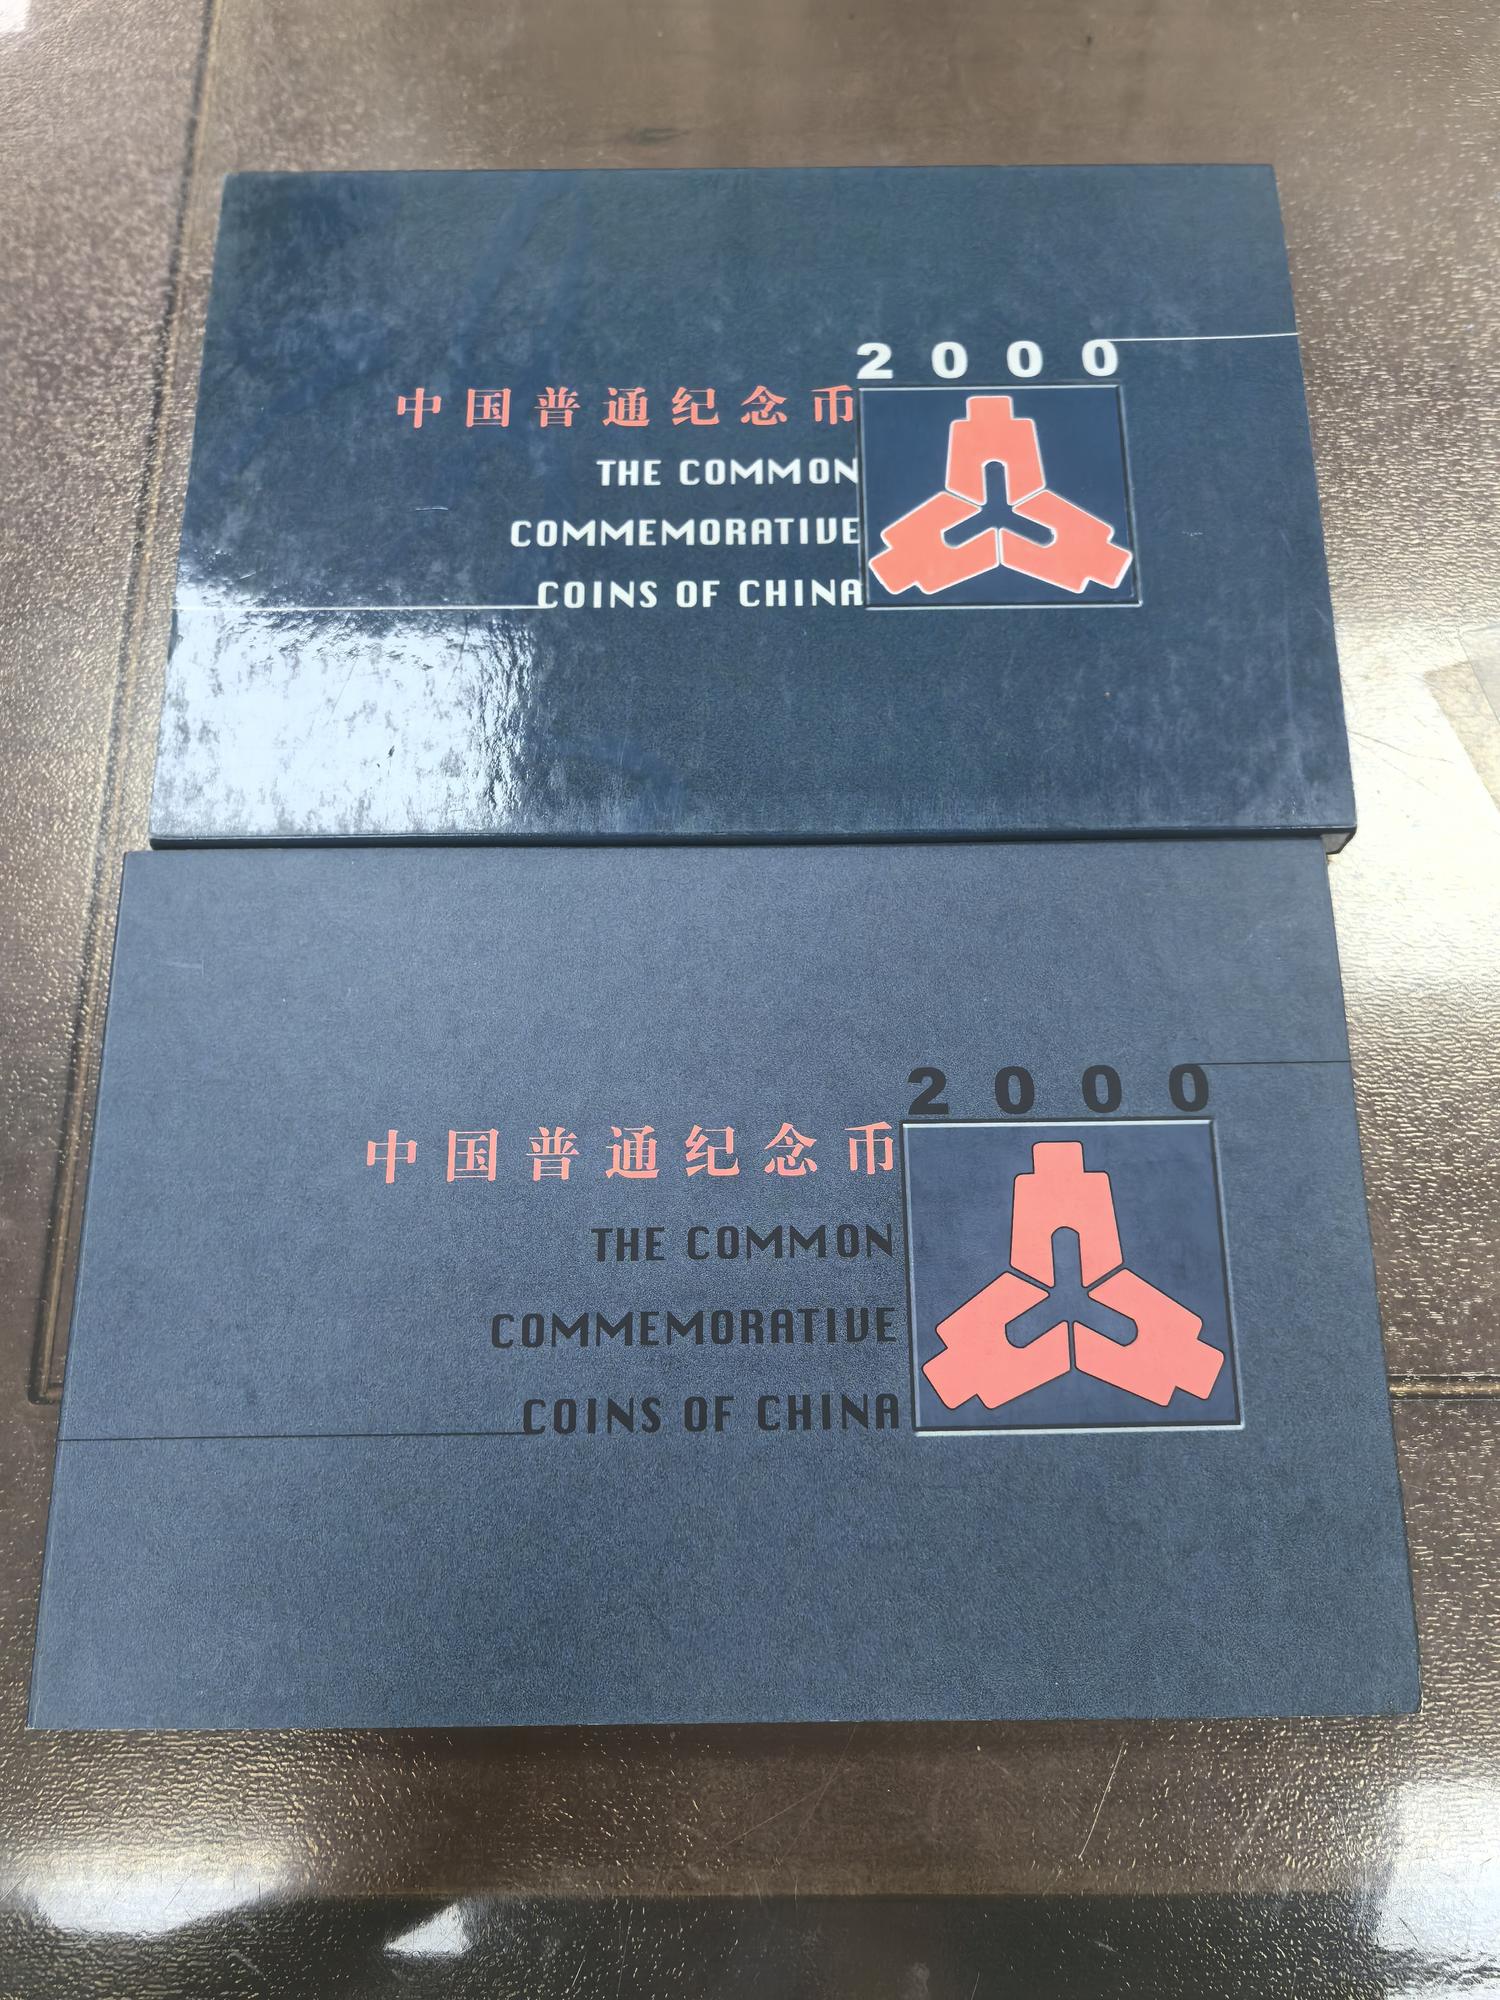 2000
中国普通纪念币
THE COMMON
COMMEMORATIVE
COINS OF CHINA
2000
中国普通纪念币
THE COMMON
COMMEMORATIVE
COINS OF CHINA